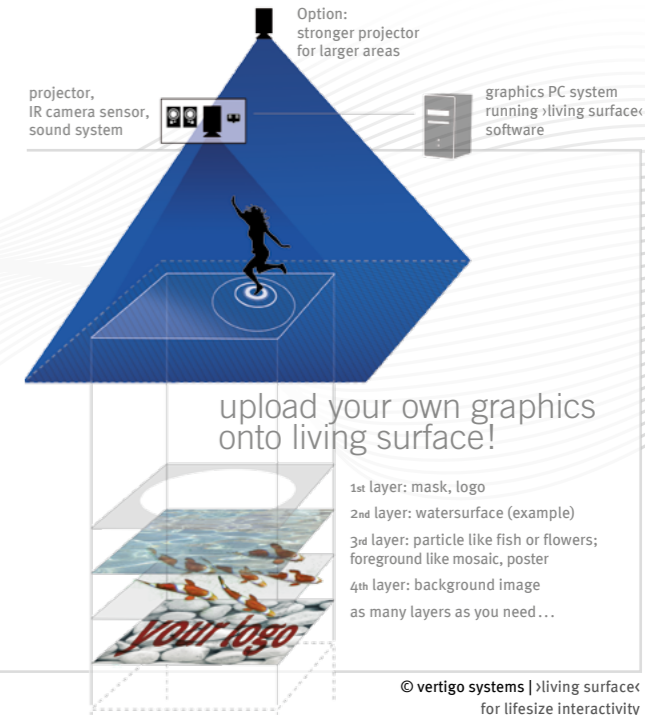 Option:
stronger projector
for larger areas
projector,
IR camera sensor,
sound system
graphics PC system
running ›living surface‹
software
upload your own graphics
onto living surface!
1st layer: mask, logo
2nd layer: watersurface (example)
3rd layer: particle like fish or flowers;
foreground like mosaic, poster
4th layer: background image
as many layers as you need...
your logo
© vertigo systems | ›living surface‹
for lifesize interactivity